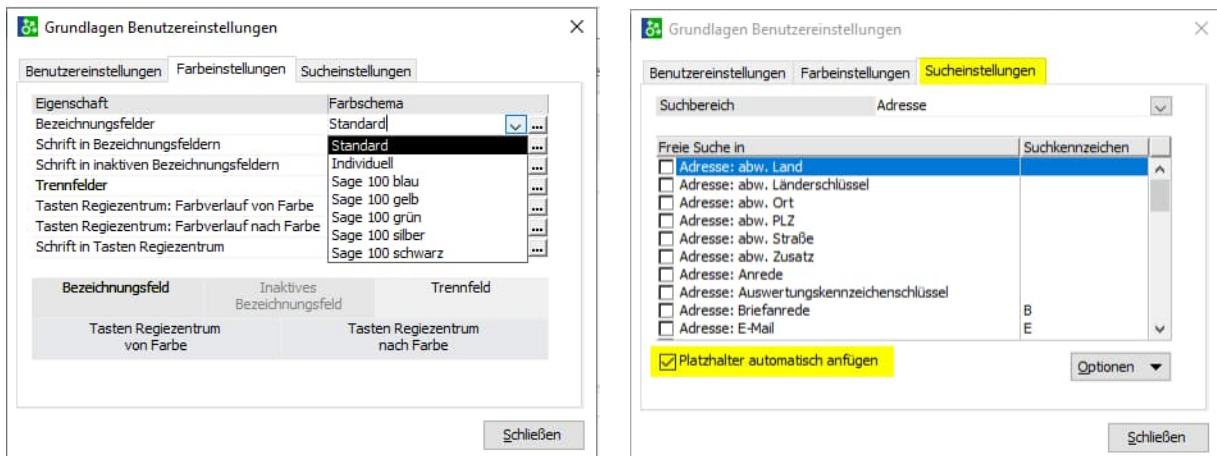 Grundlagen Benutzereinstellungen
Benutzereinstellungen Farbeinstellungen Sucheinstellungen
Eigenschaft Farbschema
Bezeichnungsfelder Standard ...
Schrift in Bezeichnungsfeldern Standard ...
Schrift in inaktiven Bezeichnungsfeldern Individuell ...
Trennfelder Sage 100 blau ...
Tasten Regiezentrum: Farbverlauf von Farbe Sage 100 gelb ...
Tasten Regiezentrum: Farbverlauf nach Farbe Sage 100 grün ...
Schrift in Tasten Regiezentrum Sage 100 silber ...
Sage 100 schwarz
Bezeichnungsfeld Inaktives Trennfeld
Bezeichnungsfeld
Tasten Regiezentrum Tasten Regiezentrum
von Farbe nach Farbe
Schließen
Grundlagen Benutzereinstellungen
Benutzereinstellungen Farbeinstellungen Sucheinstellungen
Suchbereich Adresse
Freie Suche in Suchkennzeichen
Adresse: abw. Land
Adresse: abw. Länderschlüssel
Adresse: abw. Ort
Adresse: abw. PLZ
Adresse: abw. Straße
Adresse: abw. Zusatz
Adresse: Anrede
Adresse: Auswertungskennzeichenschlüssel
Adresse: Briefanrede B
Adresse: E-Mail E
Platzhalter automatisch anfügen
Optionen
Schließen